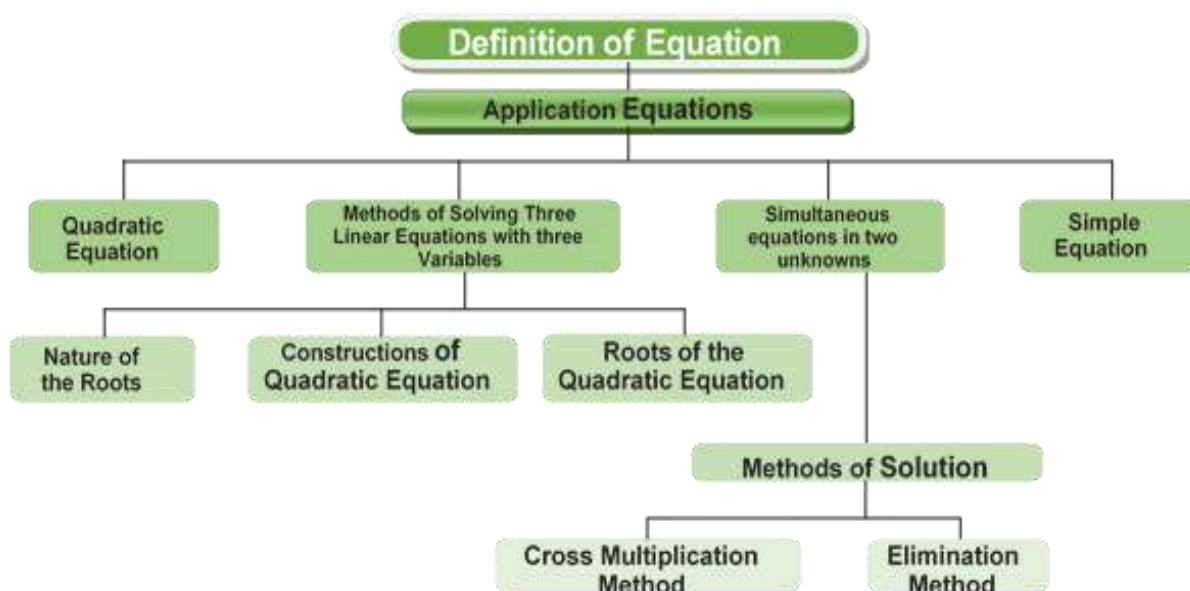 Definition of Equation
Application Equations
Quadratic
Equation
Methods of Solving Three
Linear Equations with three
Variables
Simultaneous
equations in two
unknowns
Simple
Equation
Nature of
the Roots
Constructions of
Quadratic Equation
Roots of the
Quadratic Equation
Methods of Solution
Cross Multiplication
Method
Elimination
Method